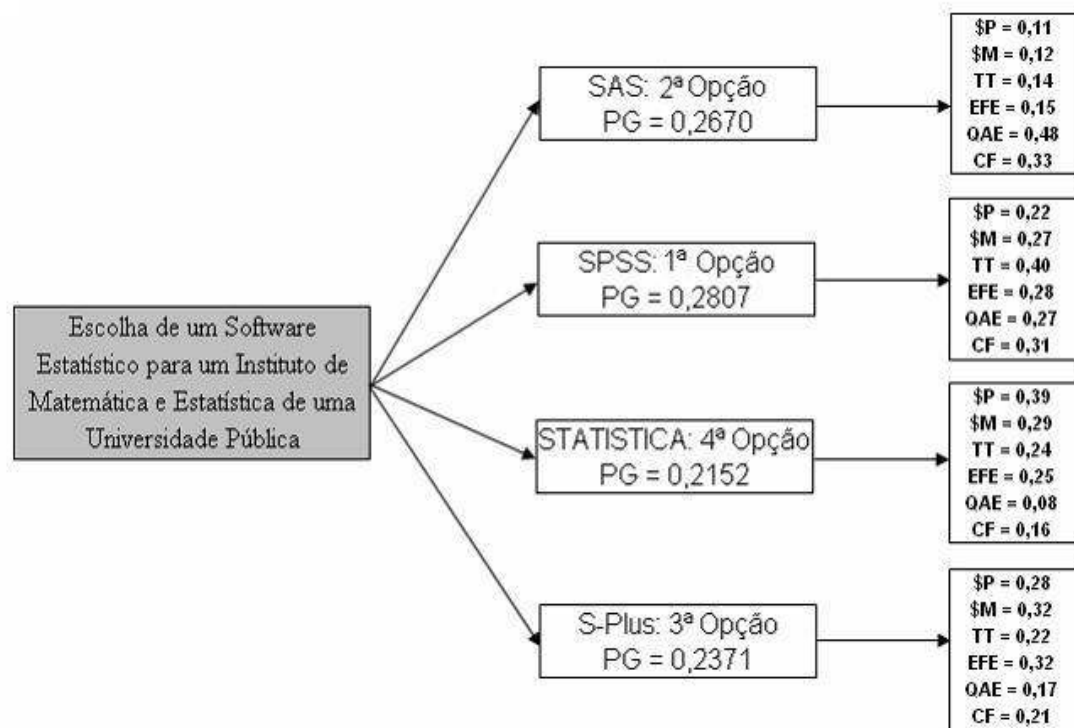 Escolha de um Software
Estatístico para um Instituto de
Matemática e Estatística de uma
Universidade Pública
SAS: 2ª Opção
PG = 0,2670
$P = 0,11
$M = 0,12
TT = 0,14
EFE = 0,15
QAE = 0,48
CF = 0,33
SPSS: 1ª Opção
PG = 0,2807
$P = 0,22
$M = 0,27
TT = 0,40
EFE = 0,28
QAE = 0,27
CF = 0,31
STATISTICA: 4ª Opção
PG = 0,2152
$P = 0,39
$M = 0,29
TT = 0,24
EFE = 0,25
QAE = 0,08
CF = 0,16
S-Plus: 3ª Opção
PG = 0,2371
$P = 0,28
$M = 0,32
TT = 0,22
EFE = 0,32
QAE = 0,17
CF = 0,21